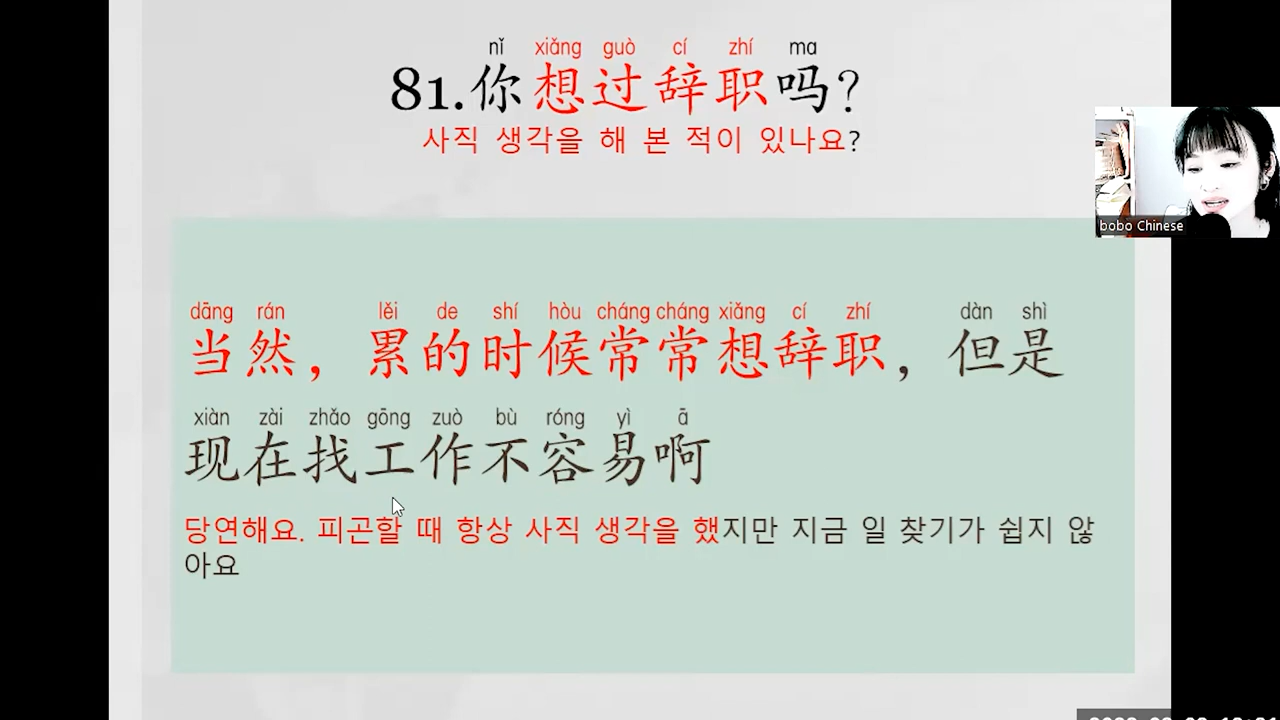 nǐ xiǎng guò cí zhí ma
81.你想过辞职吗?
사직 생각을 해 본 적이 있나요?
bobo Chinese
dāng rán lěi de shí hòu cháng cháng xiǎng cí zhí dàn shì
当然，累的时候常常想辞职，但是
xiàn zài zhǎo gōng zuò bù róng yì ā
现在找工作不容易啊
당연해요. 피곤할 때 항상 사직 생각을 했지만 지금 일 찾기가 쉽지 않
아요